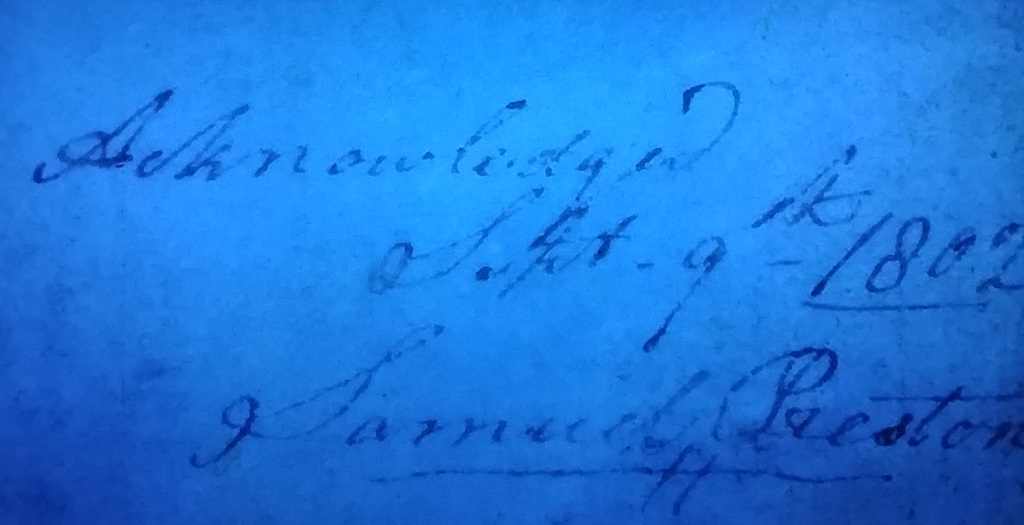 Acknowledged
Sept. 9th 1802
Samuel Preston